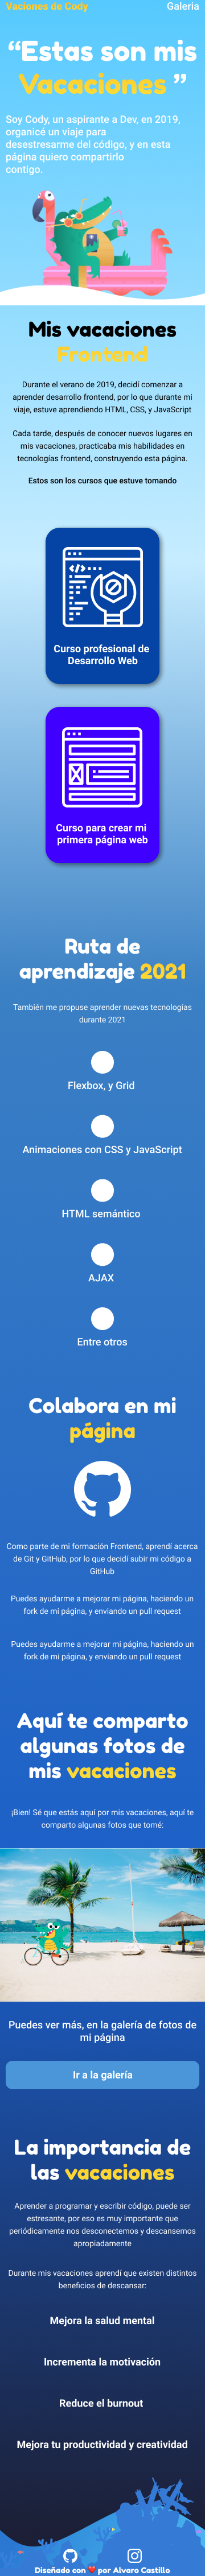 Vaciones de Cody
Galeria
“Estas son mis
Vacaciones ”
Soy Cody, un aspirante a Dev, en 2019,
organicé un viaje para
desestresarme del código, y en esta
página quiero compartirlo
contigo.
Mis vacaciones
Frontend
Durante el verano de 2019, decidí comenzar a
aprender desarrollo frontend, por lo que durante mi
viaje, estuve aprendiendo HTML, CSS, y JavaScript
Cada tarde, después de conocer nuevos lugares en
mis vacaciones, practicaba mis habilidades en
tecnologías frontend, construyendo esta página.
Estos son los cursos que estuve tomando
Curso profesional de
Desarrollo Web
Curso para crear mi
primera página web
Ruta de
aprendizaje 2021
También me propuse aprender nuevas tecnologías
durante 2021
Flexbox, y Grid
Animaciones con CSS y JavaScript
HTML semántico
AJAX
Entre otros
Colabora en mi
página
Como parte de mi formación Frontend, aprendí acerca
de Git y GitHub, por lo que decidí subir mi código a
GitHub
Puedes ayudarme a mejorar mi página, haciendo un
fork de mi página, y enviando un pull request
Puedes ayudarme a mejorar mi página, haciendo un
fork de mi página, y enviando un pull request
Aquí te comparto
algunas fotos de
mis vacaciones
¡Bien! Sé que estás aquí por mis vacaciones, aquí te
comparto algunas fotos que tomé:
Puedes ver más, en la galería de fotos de
mi página
Ir a la galería
La importancia de
las vacaciones
Aprender a programar y escribir código, puede ser
estresante, por eso es muy importante que
periódicamente nos desconectemos y descansemos
apropiadamente
Durante mis vacaciones aprendí que existen distintos
beneficios de descansar:
Mejora la salud mental
Incrementa la motivación
Reduce el burnout
Mejora tu productividad y creatividad
Diseñado con ❤️ por Alvaro Castillo